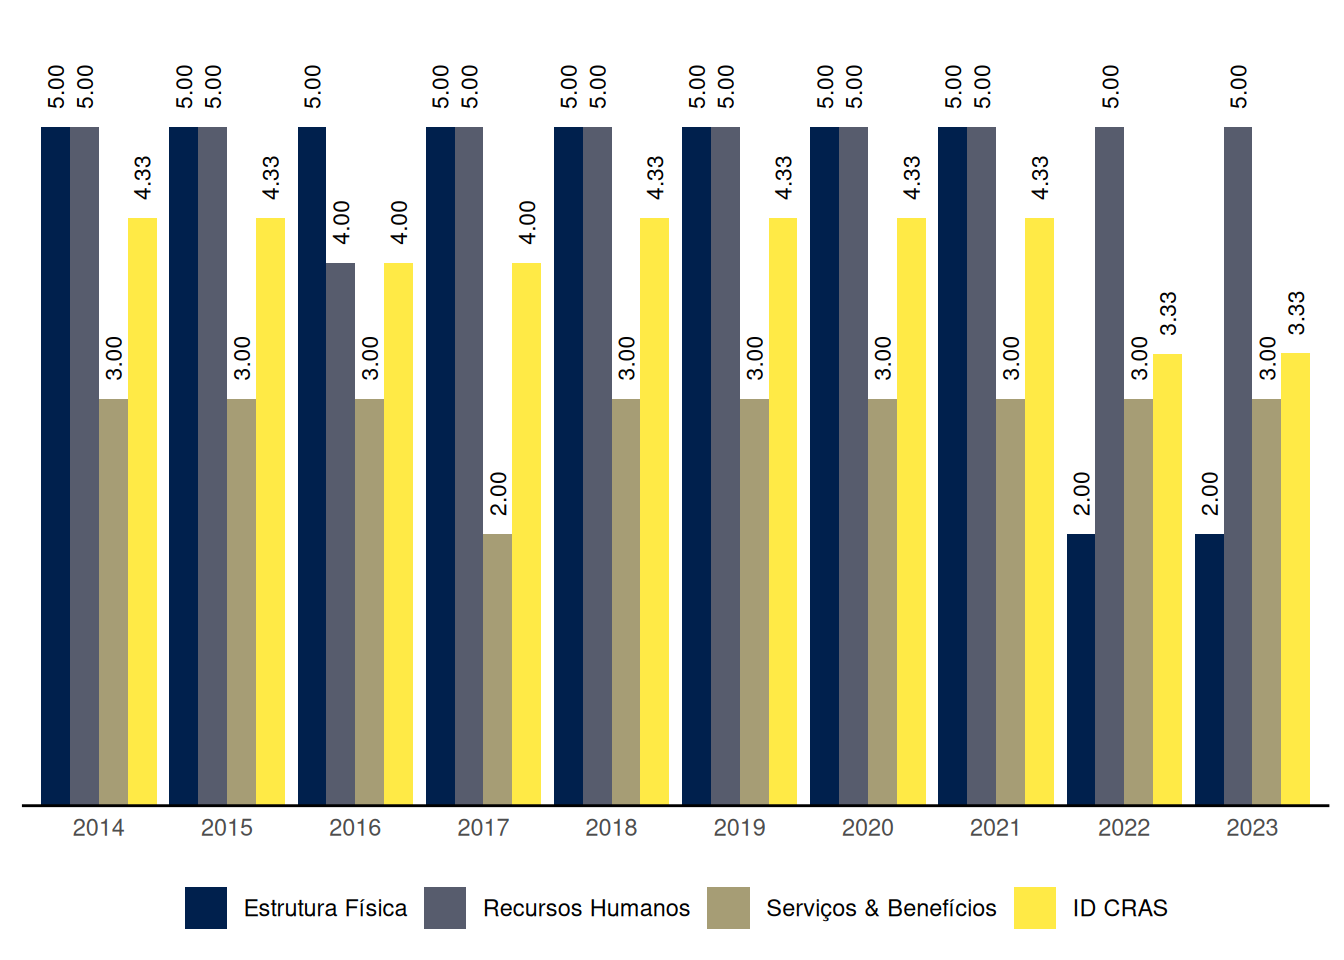 5.00 5.00 3.00 4.33 5.00 5.00 3.00 4.33 5.00 4.00 3.00 4.00 5.00 5.00 2.00 4.00 5.00 5.00 3.00 4.33 5.00 5.00 3.00 4.33 5.00 5.00 3.00 4.33 5.00 5.00 3.00 4.33 2.00 5.00 3.00 3.33 2.00 5.00 3.00 3.33
2014 2015 2016 2017 2018 2019 2020 2021 2022 2023
Estrutura Física Recursos Humanos Serviços & Benefícios ID CRAS